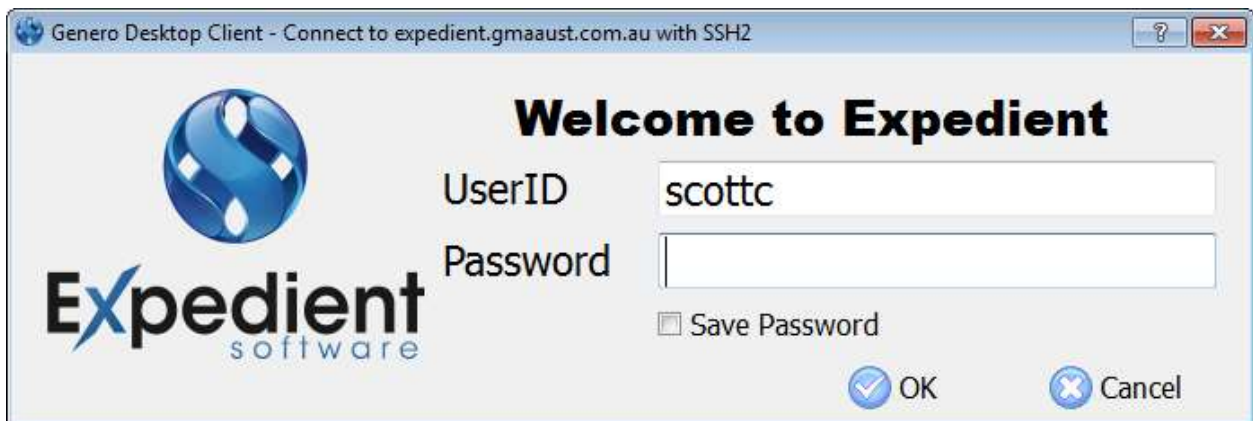 Genero Desktop Client - Connect to expedient.gmaaust.com.au with SSH2
?
Welcome to Expedient
UserID
scottc
Password
Expedient
software
Save Password
OK
Cancel